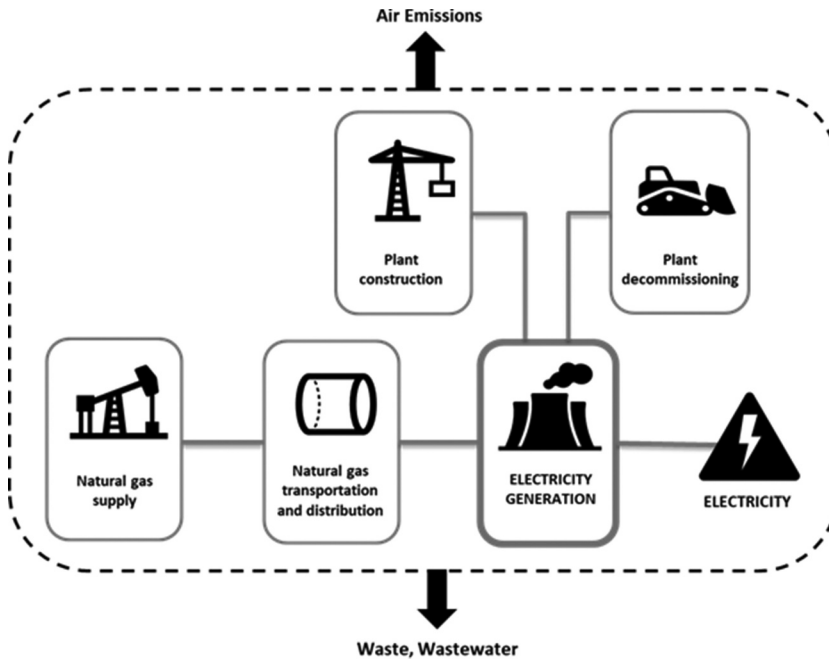 Air Emissions
Plant
construction
Plant
decommissioning
Natural gas
supply
Natural gas
transportation
and distribution
ELECTRICITY
GENERATION
ELECTRICITY
Waste, Wastewater